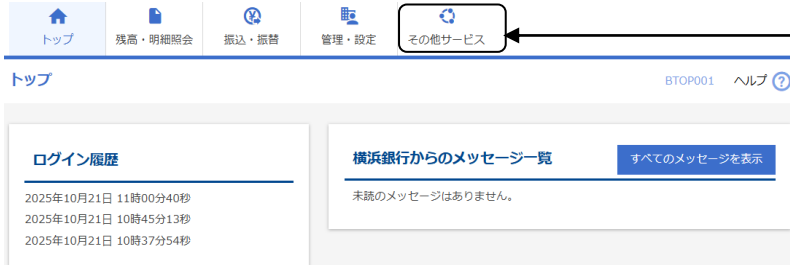 トップ 残高・明細照会 振込・振替 管理・設定 その他サービス
トップ BTOP001 ヘルプ ?
ログイン履歴
2025年10月21日 11時00分40秒
2025年10月21日 10時45分13秒
2025年10月21日 10時37分54秒
横浜銀行からのメッセージ一覧 すべてのメッセージを表示
未読のメッセージはありません。